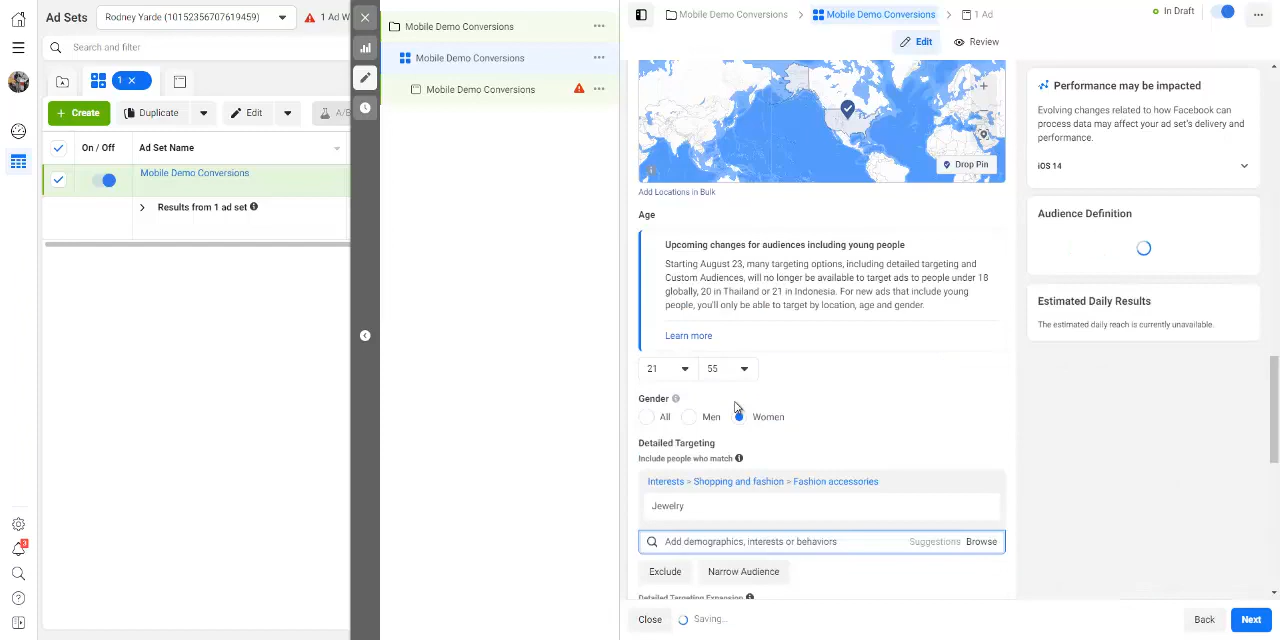 Ad Sets
Rodney Yarde (10152356707619459)
1 Ad W
Search and filter
1 ×
Create
Duplicate
Edit
A/B
On / Off
Ad Set Name
Mobile Demo Conversions
Results from 1 ad set
3
Mobile Demo Conversions
Mobile Demo Conversions
Mobile Demo Conversions
Mobile Demo Conversions
Mobile Demo Conversions
1 Ad
In Draft
Edit
Review
Drop Pin
Add Locations in Bulk
Age
Upcoming changes for audiences including young people
Starting August 23, many targeting options, including detailed targeting and
Custom Audiences, will no longer be available to target ads to people under 18
globally, 20 in Thailand or 21 in Indonesia. For new ads that include young
people, you'll only be able to target by location, age and gender.
Learn more
21
55
Gender
All
Men
Women
Detailed Targeting
Include people who match
Interests > Shopping and fashion > Fashion accessories
Jewelry
Add demographics, interests or behaviors
Suggestions
Browse
Exclude
Narrow Audience
Detailed Targeting Expansion
Close
Saving...
Back
Next
Performance may be impacted
Evolving changes related to how Facebook can
process data may affect your ad set's delivery and
performance.
iOS 14
Audience Definition
Estimated Daily Results
The estimated daily reach is currently unavailable.